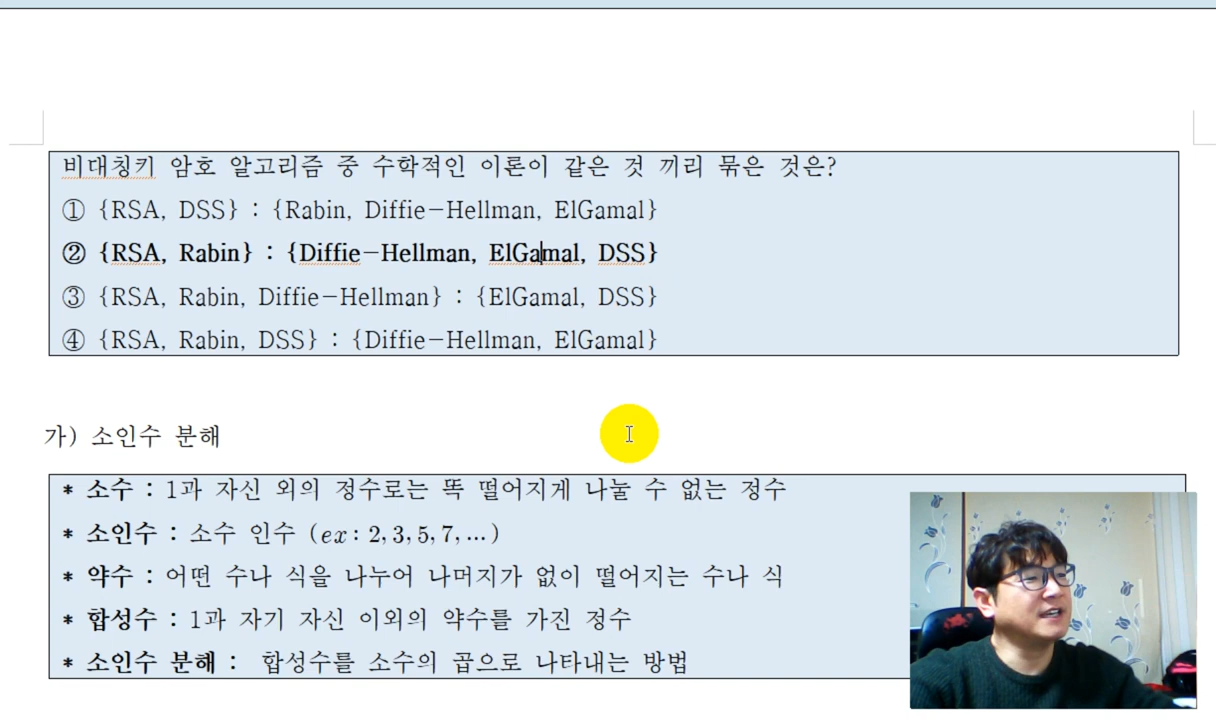 비대칭키 암호 알고리즘 중 수학적인 이론이 같은 것 끼리 묶은 것은?
① {RSA, DSS} : {Rabin, Diffie-Hellman, ElGamal}
② {RSA, Rabin} : {Diffie-Hellman, ElGamal, DSS}
③ {RSA, Rabin, Diffie-Hellman} : {ElGamal, DSS}
④ {RSA, Rabin, DSS} : {Diffie-Hellman, ElGamal}
가) 소인수 분해
* 소수 : 1과 자신 외의 정수로는 똑 떨어지게 나눌 수 없는 정수
* 소인수 : 소수 인수 (ex : 2, 3, 5, 7, ...)
* 약수 : 어떤 수나 식을 나누어 나머지가 없이 떨어지는 수나 식
* 합성수 : 1과 자기 자신 이외의 약수를 가진 정수
* 소인수 분해 : 합성수를 소수의 곱으로 나타내는 방법